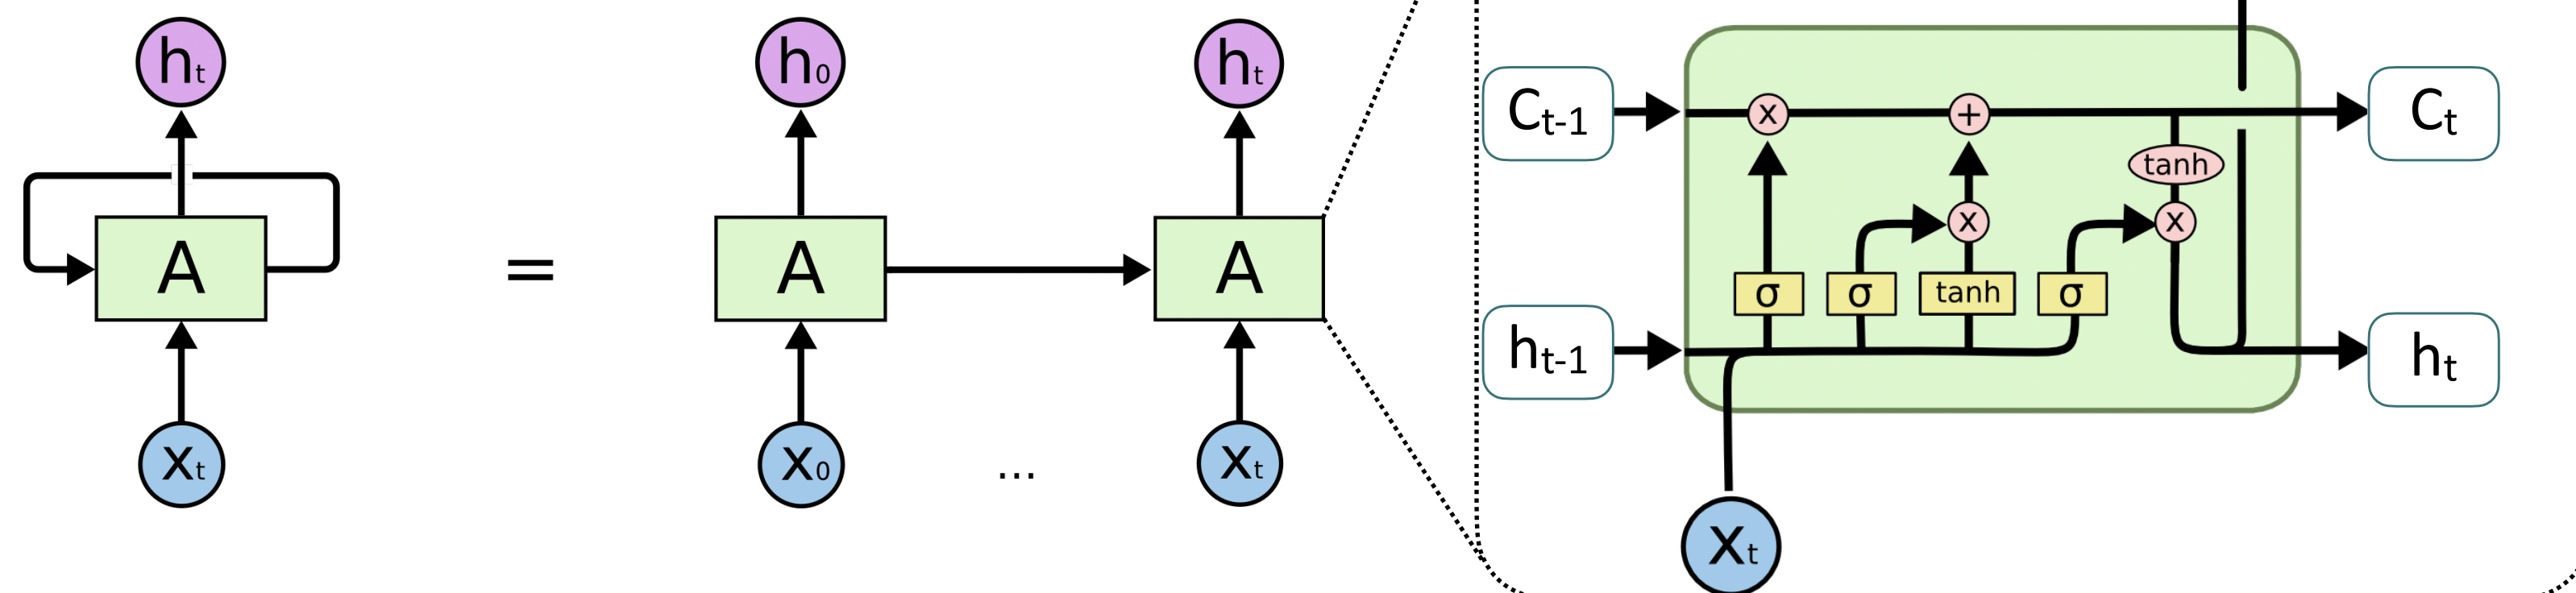 ht
A
xt
=
h0
A
x0
...
ht
A
xt
Ct-1
ht-1
x
+
tanh
x
x
σ
σ
tanh
σ
xt
Ct
ht